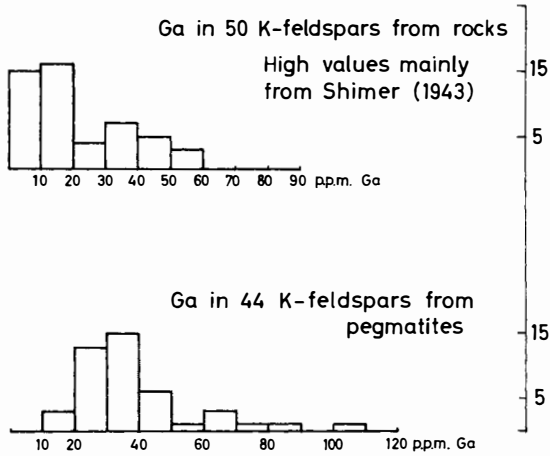 Ga in 50 K-feldspars from rocks
High values mainly
from Shimer (1943)
15
5
10 20 30 40 50 60 70 80 90 p.p.m. Ga
Ga in 44 K-feldspars from
pegmatites
15
5
10 20 40 60 80 100 120 p.p.m. Ga